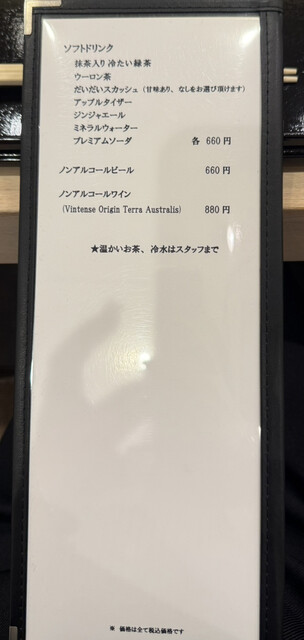 ソフトドリンク
抹茶入り冷たい緑茶
ウーロン茶
だいだいスカッシュ（甘味あり、なしをお選び頂けます）
アップルタイザー
ジンジャエール
ミネラルウォーター
プレミアムソーダ 各 660円
ノンアルコールビール 660円
ノンアルコールワイン
(Vintense Origin Terra Australis) 880円
★温かいお茶、冷水はスタッフまで
※ 価格は全て税込価格です